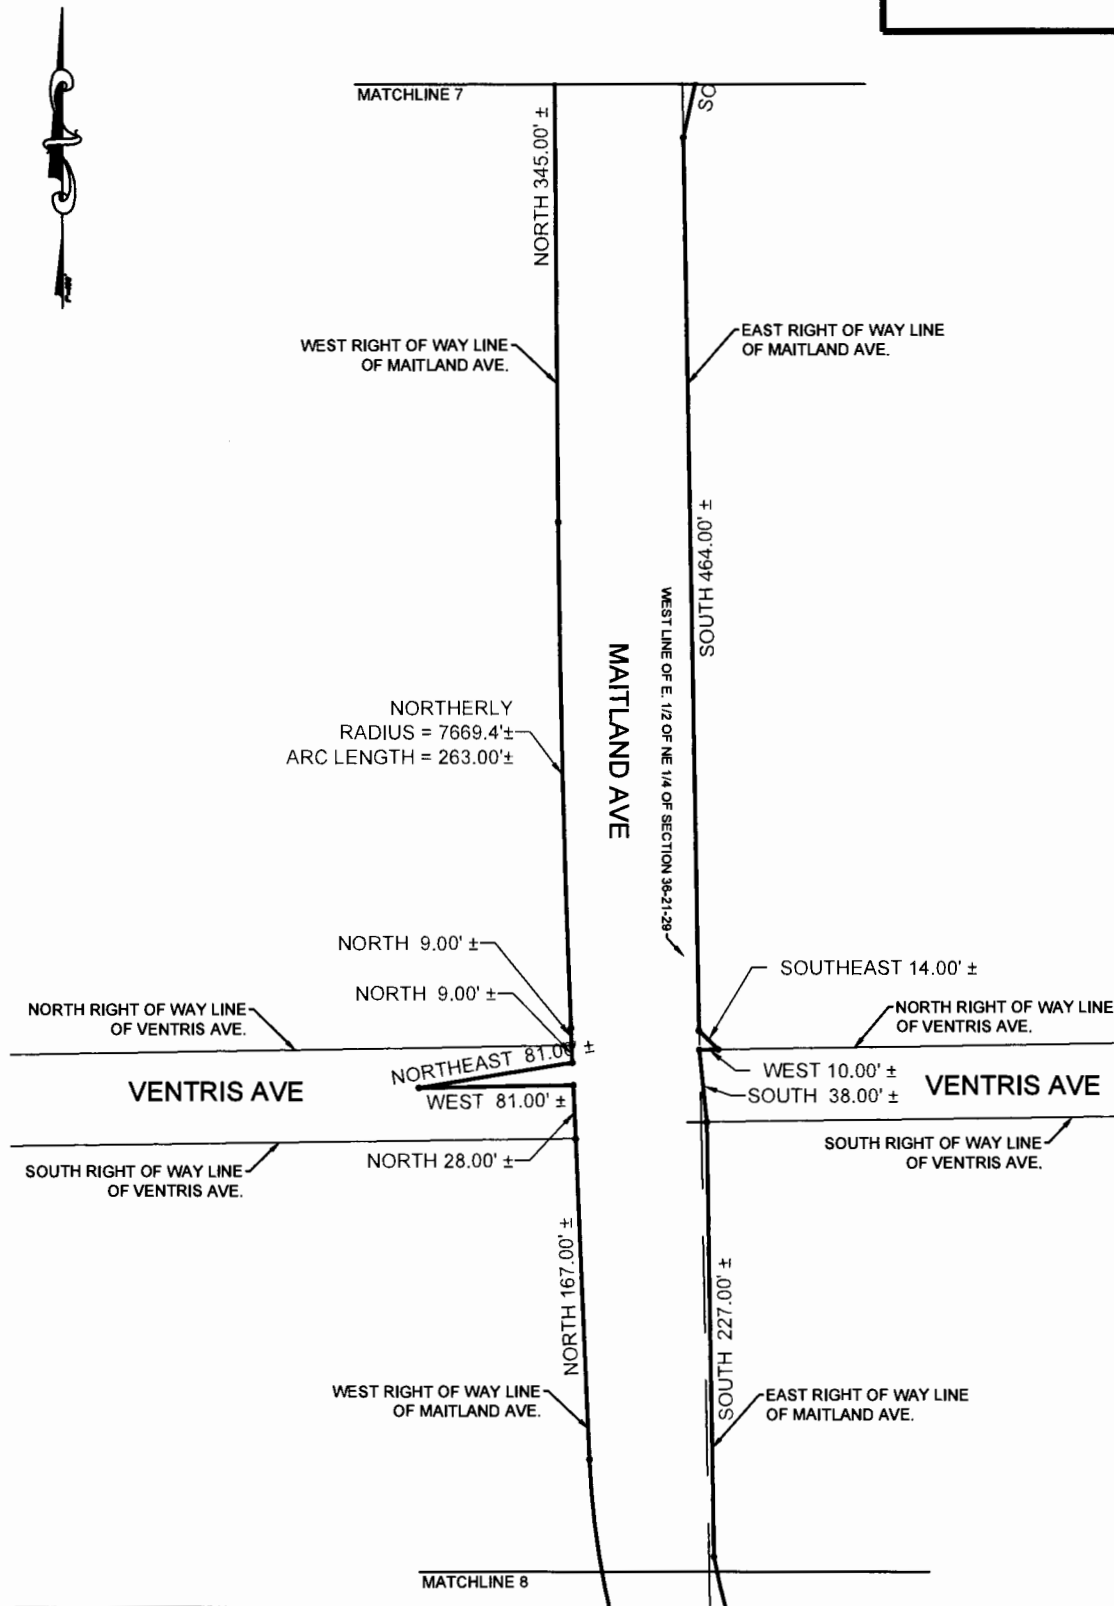 MATCHLINE 7
SO
NORTH 345.00' ±
WEST RIGHT OF WAY LINE
OF MAITLAND AVE.
EAST RIGHT OF WAY LINE
OF MAITLAND AVE.
SOUTH 464.00' ±
WEST LINE OF E. 1/2 OF NE 1/4 OF SECTION 36-21-29
MAITLAND AVE
NORTHERLY
RADIUS = 7669.4'±
ARC LENGTH = 263.00'±
NORTH 9.00' ±
NORTH 9.00' ±
SOUTHEAST 14.00' ±
NORTH RIGHT OF WAY LINE
OF VENTRIS AVE.
NORTH RIGHT OF WAY LINE
OF VENTRIS AVE.
NORTHEAST 81.00' ±
VENTRIS AVE
WEST 81.00' ±
WEST 10.00' ±
SOUTH 38.00' ±
VENTRIS AVE
SOUTH RIGHT OF WAY LINE
OF VENTRIS AVE.
NORTH 28.00' ±
SOUTH RIGHT OF WAY LINE
OF VENTRIS AVE.
NORTH 167.00' ±
SOUTH 227.00' ±
WEST RIGHT OF WAY LINE
OF MAITLAND AVE.
EAST RIGHT OF WAY LINE
OF MAITLAND AVE.
MATCHLINE 8